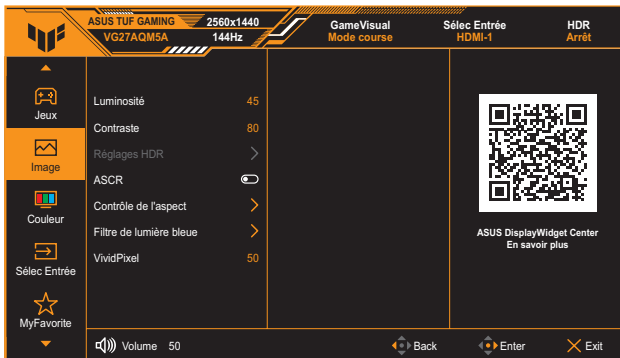 ASUS TUF GAMING
VG27AQM5A
2560x1440
144Hz
GameVisual
Mode course
Sélec Entrée
HDMI-1
HDR
Arrêt
Jeux
Image
Couleur
Sélec Entrée
MyFavorite
Luminosité 45
Contraste 80
Réglages HDR
ASCR
Contrôle de l'aspect
Filtre de lumière bleue
VividPixel 50
ASUS DisplayWidget Center
En savoir plus
Volume 50
Back
Enter
Exit